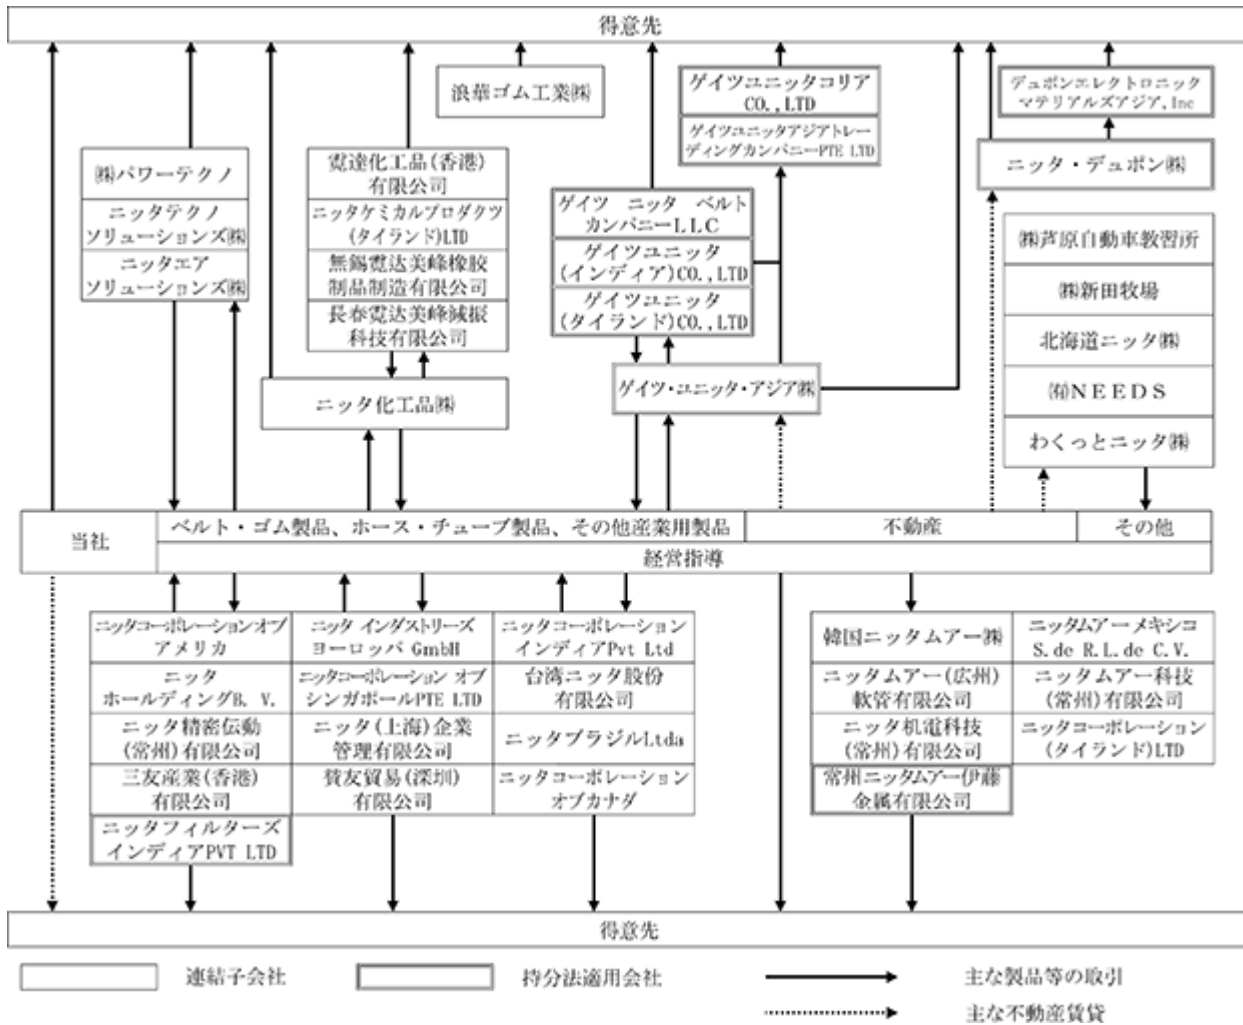 得意先
浪華ゴム工業㈱
ゲイツユニッタコリア
CO.,LTD
ゲイツユニッタアジアトレー
ディングカンパニーPTE LTD
デュポンエレクトロニック
マテリアルズアジア,Inc
㈱パワーテクノ
ニッタテクノ
ソリューションズ㈱
ニッタエア
ソリューションズ㈱
霓達化工品(香港)
有限公司
ニッタケミカルプロダクツ
(タイランド)LTD
無錫霓达美峰橡胶
制品制造有限公司
長春霓达美峰減振
科技有限公司
ゲイツ ニッタ ベルト
カンパニーLLC
ゲイツユニッタ
(インディア)CO.,LTD
ゲイツユニッタ
(タイランド)CO.,LTD
ニッタ・デュポン㈱
㈱芦原自動車教習所
㈱新田牧場
北海道ニッタ㈱
㈲NEEDS
わくっとニッタ㈱
ニッタ化工品㈱
ゲイツ・ユニッタ・アジア㈱
当社
ベルト・ゴム製品、ホース・チューブ製品、その他産業用製品
不動産
その他
経営指導
ニッタコーポレーションオブ
アメリカ
ニッタ
ホールディングB. V.
ニッタ精密伝動
(常州)有限公司
三友産業(香港)
有限公司
ニッタフィルターズ
インディアPVT LTD
ニッタ インダストリーズ
ヨーロッパ GmbH
ニッタコーポレーション オブ
シンガポールPTE LTD
ニッタ(上海)企業
管理有限公司
賛友貿易(深圳)
有限公司
ニッタコーポレーション
インディアPvt Ltd
台湾ニッタ股份
有限公司
ニッタブラジルLtda
ニッタコーポレーション
オブカナダ
韓国ニッタムアー㈱
ニッタムアー(広州)
軟管有限公司
ニッタ机電科技
(常州)有限公司
常州ニッタムアー伊藤
金属有限公司
ニッタムアーメキシコ
S. de R.L. de C.V.
ニッタムアー科技
(常州)有限公司
ニッタコーポレーション
(タイランド)LTD
得意先
連結子会社
持分法適用会社
主な製品等の取引
主な不動産賃貸